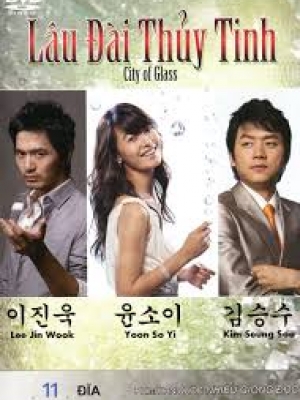 DVD
Lâu Đài Thủy Tinh
City of Glass
이진욱 윤소이 김승수
Lee Jin Wook Yoon So Yi Kim Seung Soo
11 ĐĨA